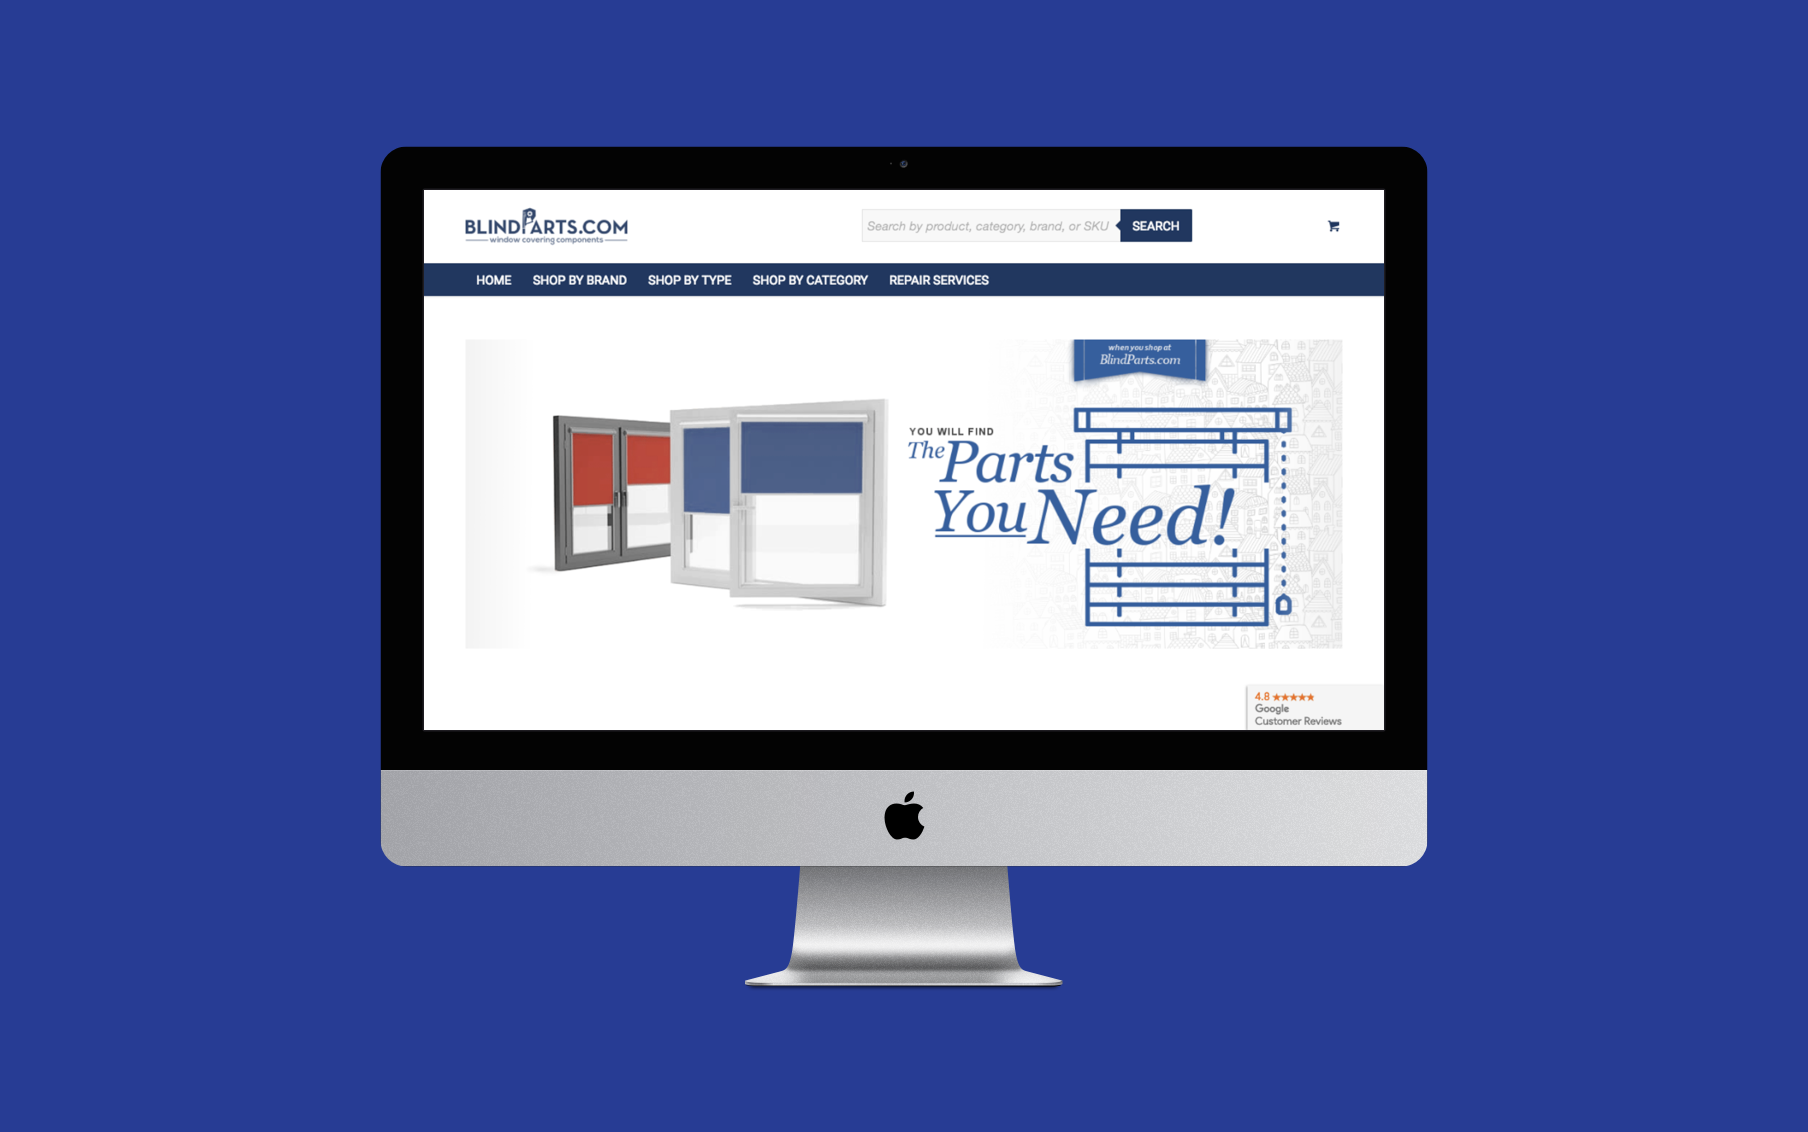 BLINDPARTS.COM
window covering components
Search by product, category, brand, or SKU
SEARCH
HOME
SHOP BY BRAND
SHOP BY TYPE
SHOP BY CATEGORY
REPAIR SERVICES
when you shop at
BlindParts.com
YOU WILL FIND
The Parts
You Need!
4.8 ★★★★★
Google
Customer Reviews